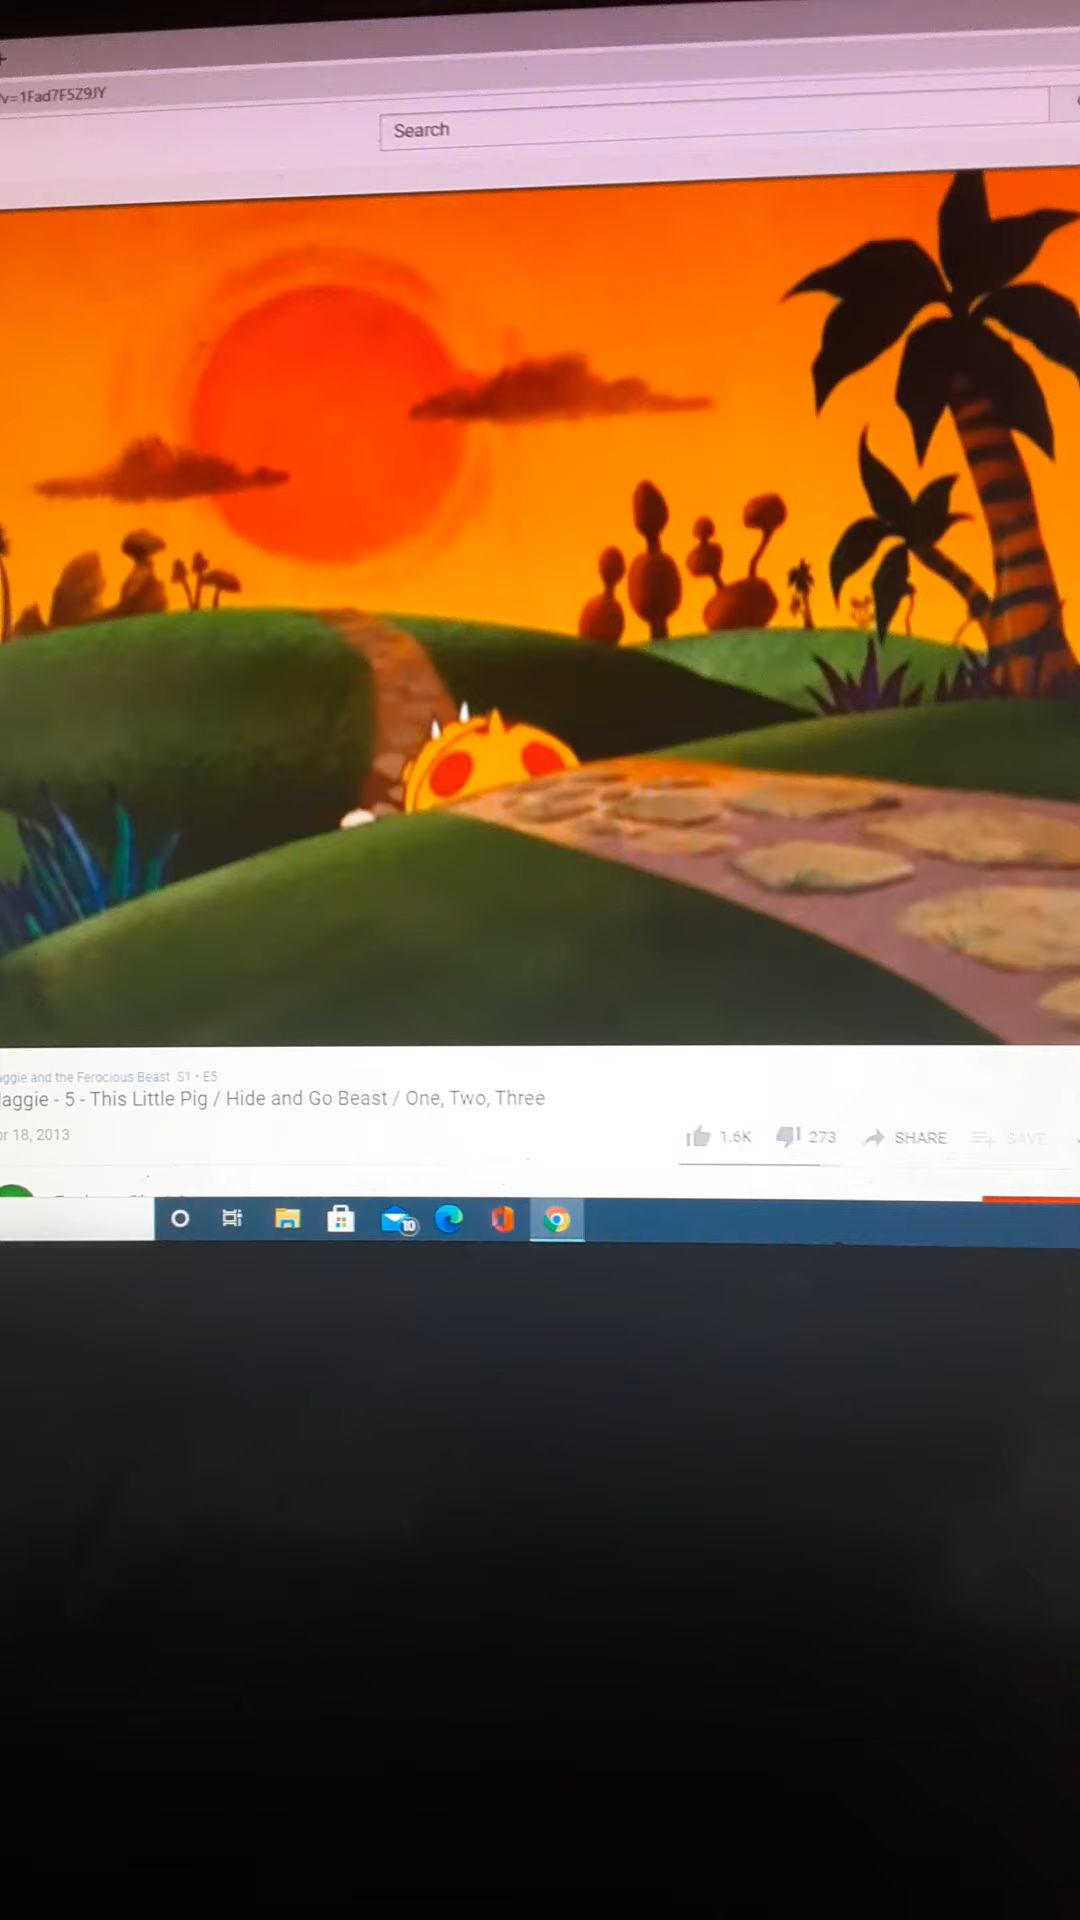 v=1Fad7F5Z9JY
Search
aggie and the Ferocious Beast S1 • E5
aggie - 5 - This Little Pig / Hide and Go Beast / One, Two, Three
or 18, 2013
1.6K 273 SHARE SAVE
10